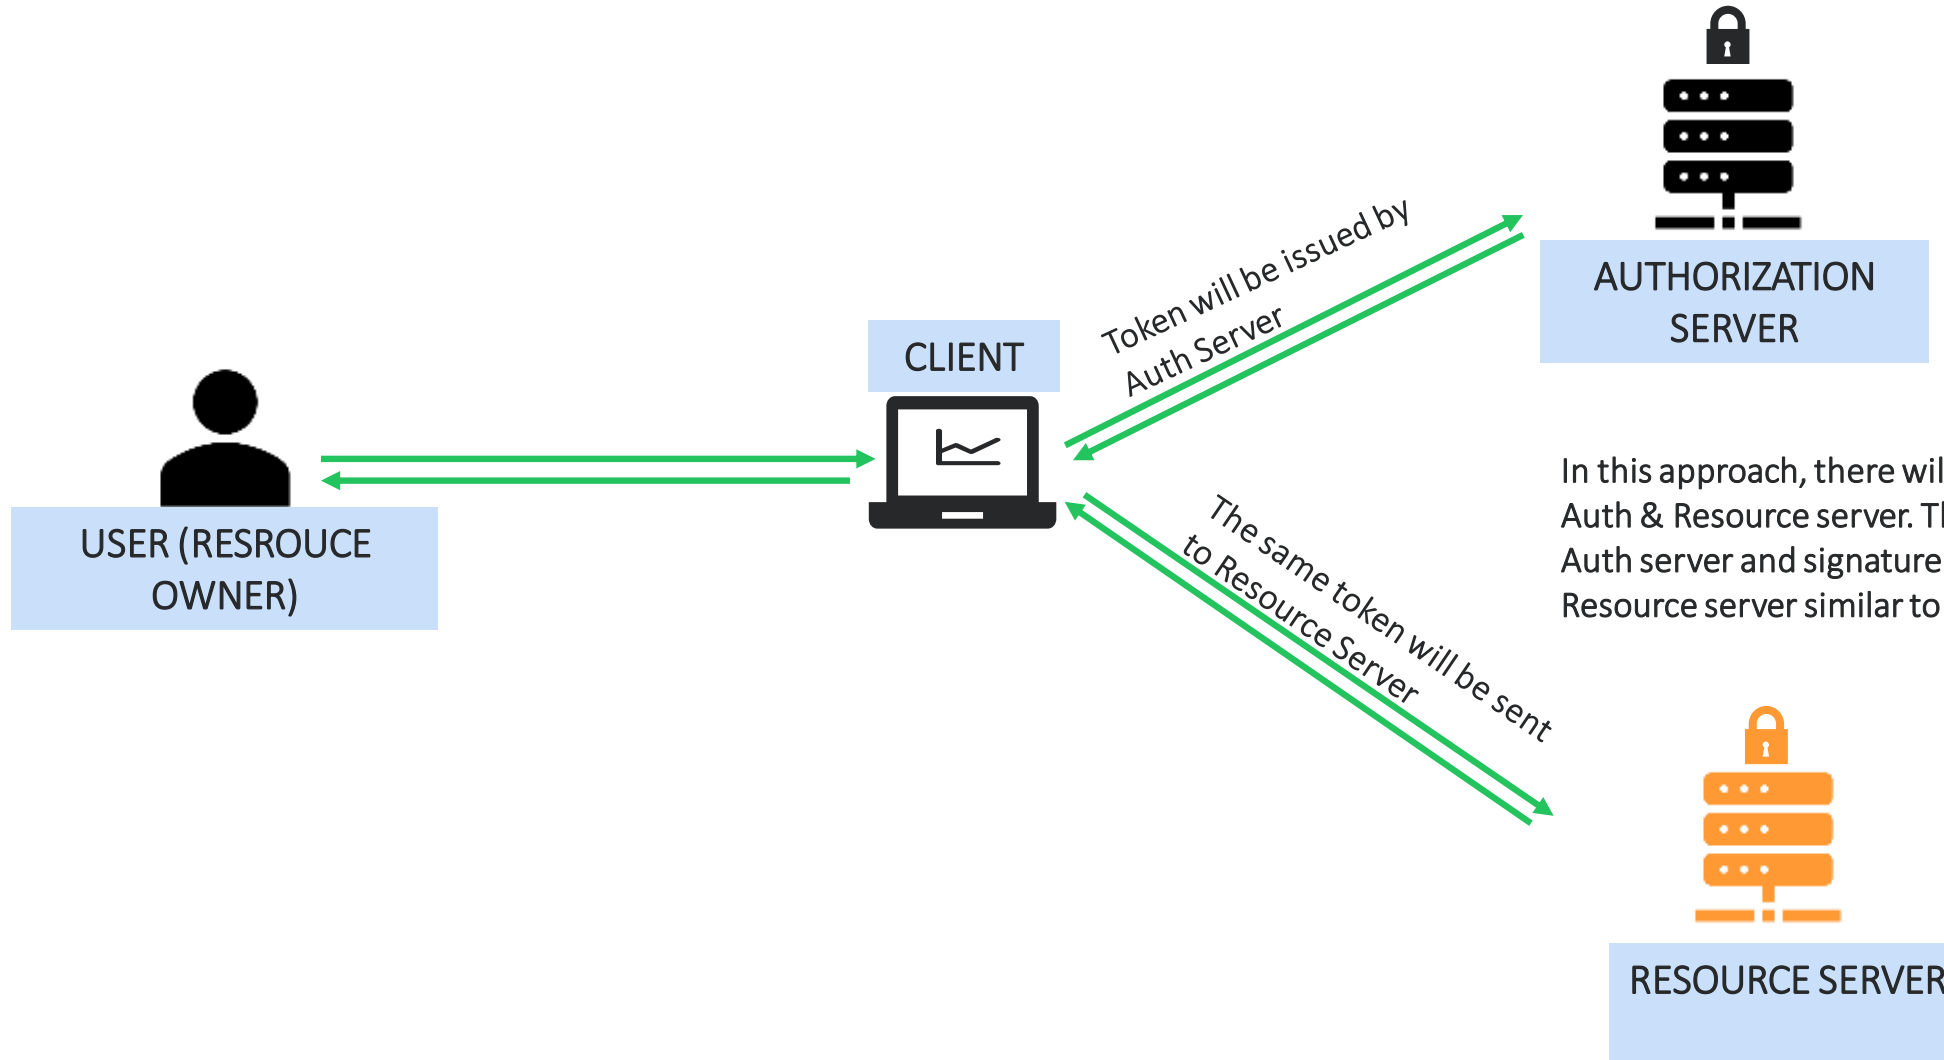 AUTHORIZATION
SERVER
Token will be issued by
Auth Server
CLIENT
USER (RESROUCE
OWNER)
In this approach, there
Auth & Resource server.
Auth server and signature
Resource server similar to
The same token will be sent
to Resource Server
RESOURCE SERVER